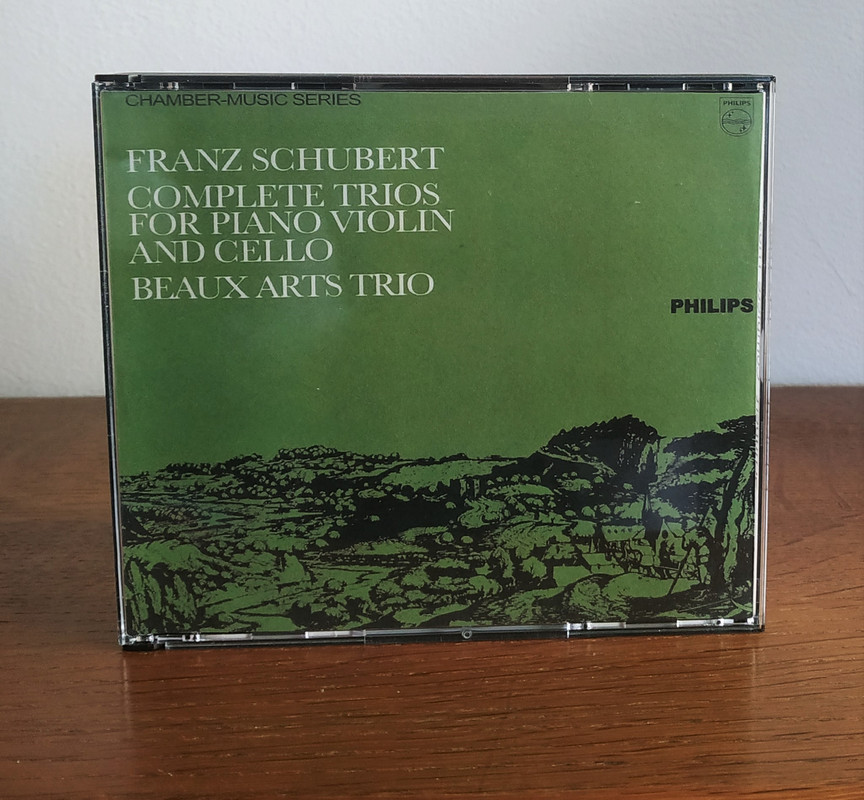 CHAMBER-MUSIC SERIES
PHILIPS
FRANZ SCHUBERT
COMPLETE TRIOS
FOR PIANO VIOLIN
AND CELLO
BEAUX ARTS TRIO
PHILIPS